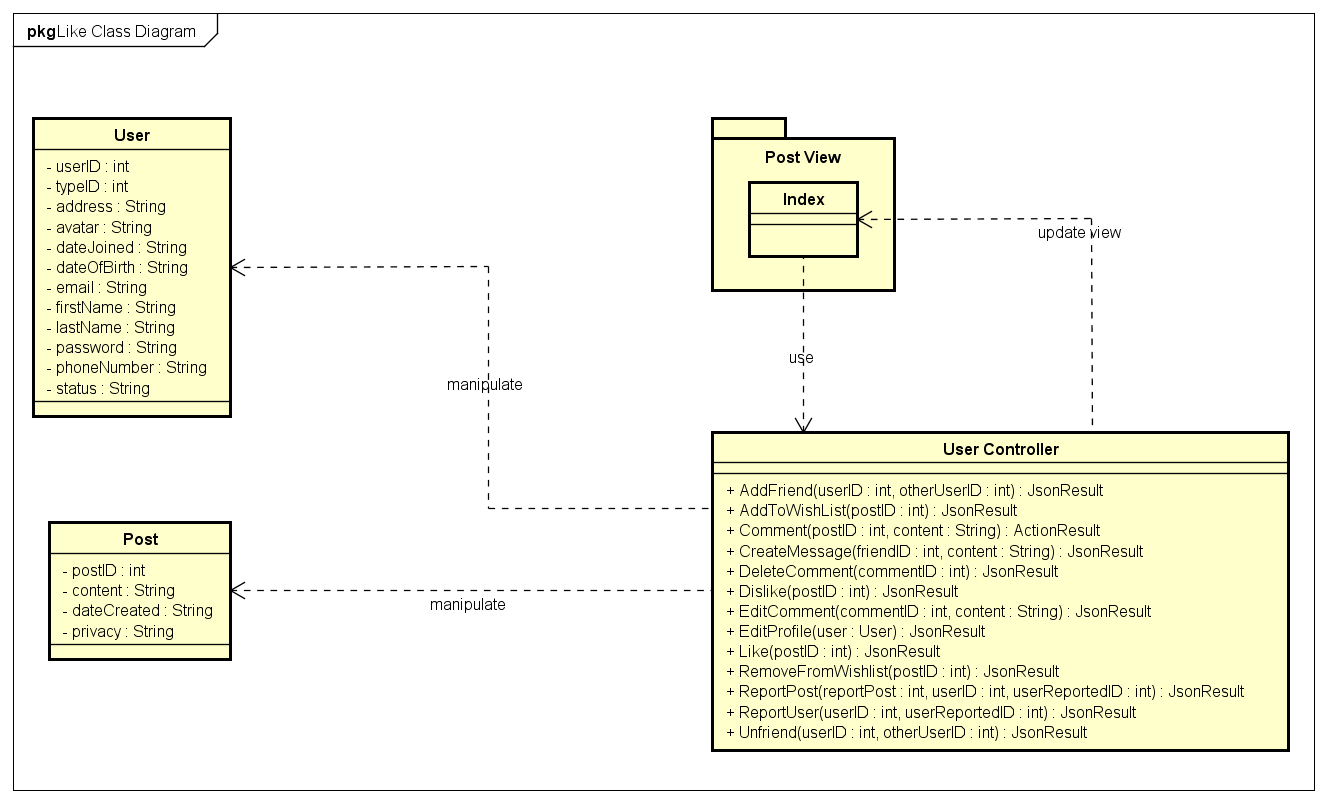 pkg Like Class Diagram
User
- userID : int
- typeID : int
- address : String
- avatar : String
- dateJoined : String
- dateOfBirth : String
- email : String
- firstName : String
- lastName : String
- password : String
- phoneNumber : String
- status : String
Post View
Index
update view
use
manipulate
User Controller
+ AddFriend(userID : int, otherUserID : int) : JsonResult
+ AddToWishList(postID : int) : JsonResult
+ Comment(postID : int, content : String) : ActionResult
+ CreateMessage(friendID : int, content : String) : JsonResult
+ DeleteComment(commentID : int) : JsonResult
+ Dislike(postID : int) : JsonResult
+ EditComment(commentID : int, content : String) : JsonResult
+ EditProfile(user : User) : JsonResult
+ Like(postID : int) : JsonResult
+ RemoveFromWishlist(postID : int) : JsonResult
+ ReportPost(reportPost : int, userID : int, userReportedID : int) : JsonResult
+ ReportUser(userID : int, userReportedID : int) : JsonResult
+ Unfriend(userID : int, otherUserID : int) : JsonResult
Post
- postID : int
- content : String
- dateCreated : String
- privacy : String
manipulate